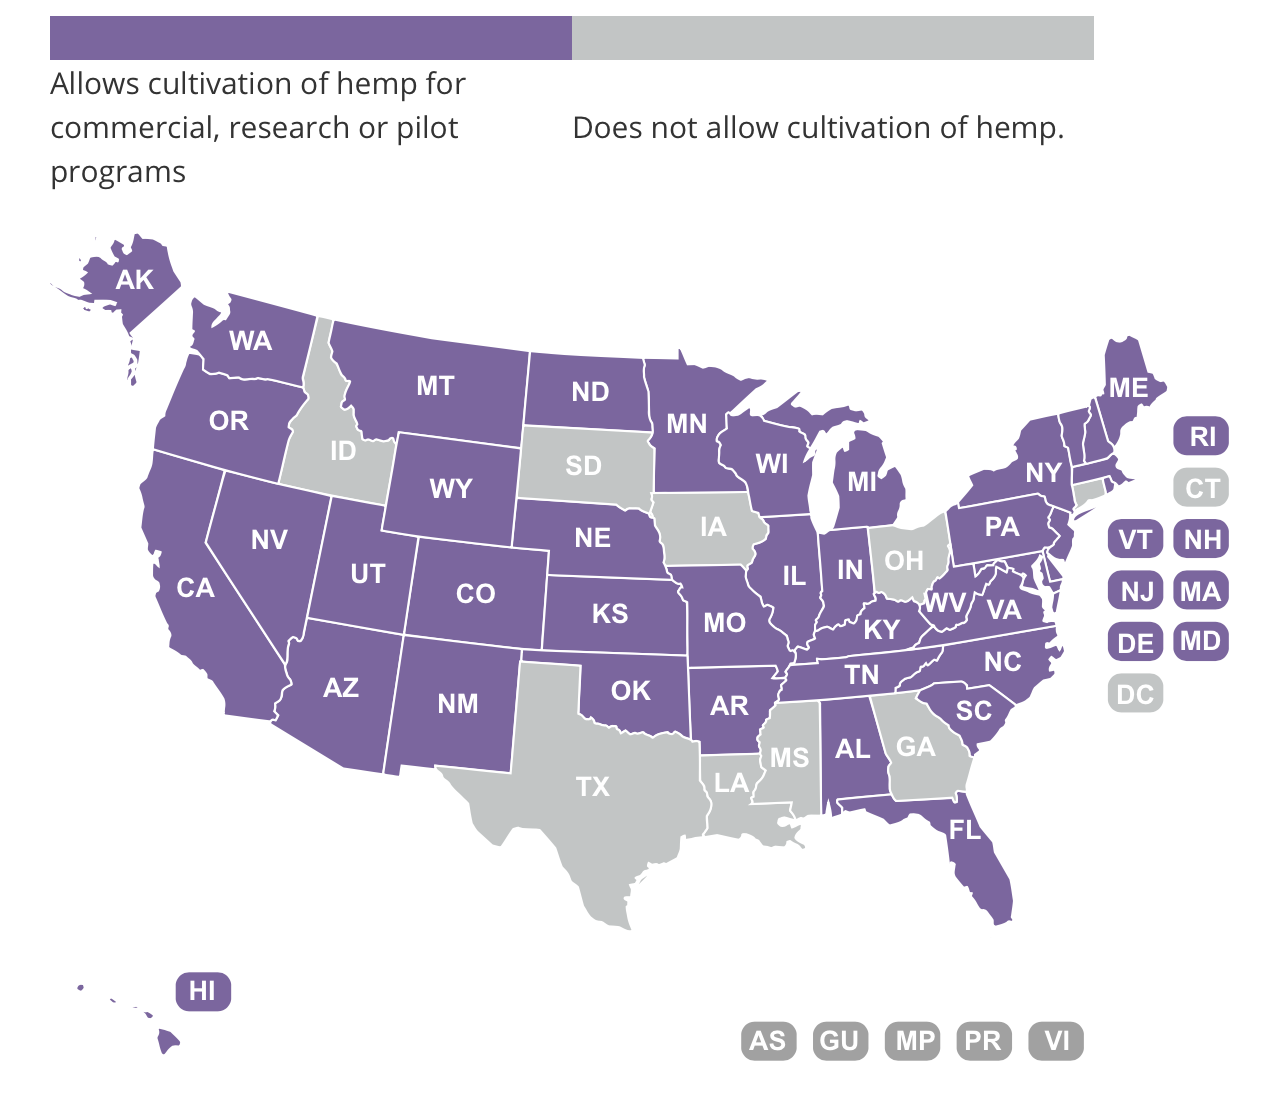 Allows cultivation of hemp for
commercial, research or pilot
programs
Does not allow cultivation of hemp.
AK
WA
MT
ND
MN
ME
OR
ID
SD
WI
MI
NY
RI
WY
CT
NV
NE
IA
PA
VT
NH
CA
UT
CO
IL
IN
OH
NJ
MA
KS
MO
WV
VA
KY
DE
MD
AZ
NM
OK
TN
NC
DC
AR
SC
TX
LA
MS
AL
GA
FL
HI
AS
GU
MP
PR
VI